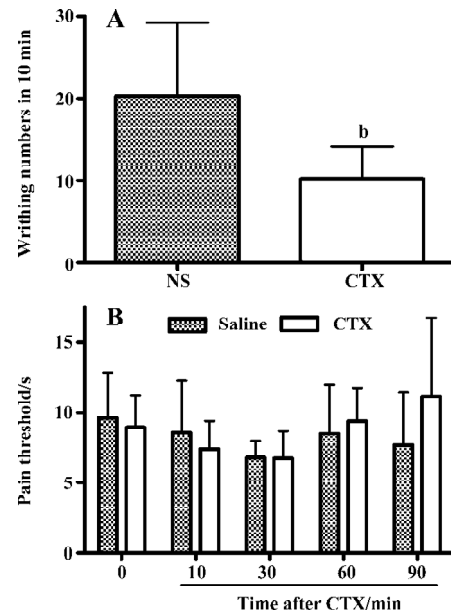 A
Writhing numbers in 10 min
30
20
10
0
b
NS CTX
B
Saline CTX
Pain threshold/s
15
10
5
0
0 10 30 60 90
Time after CTX/min